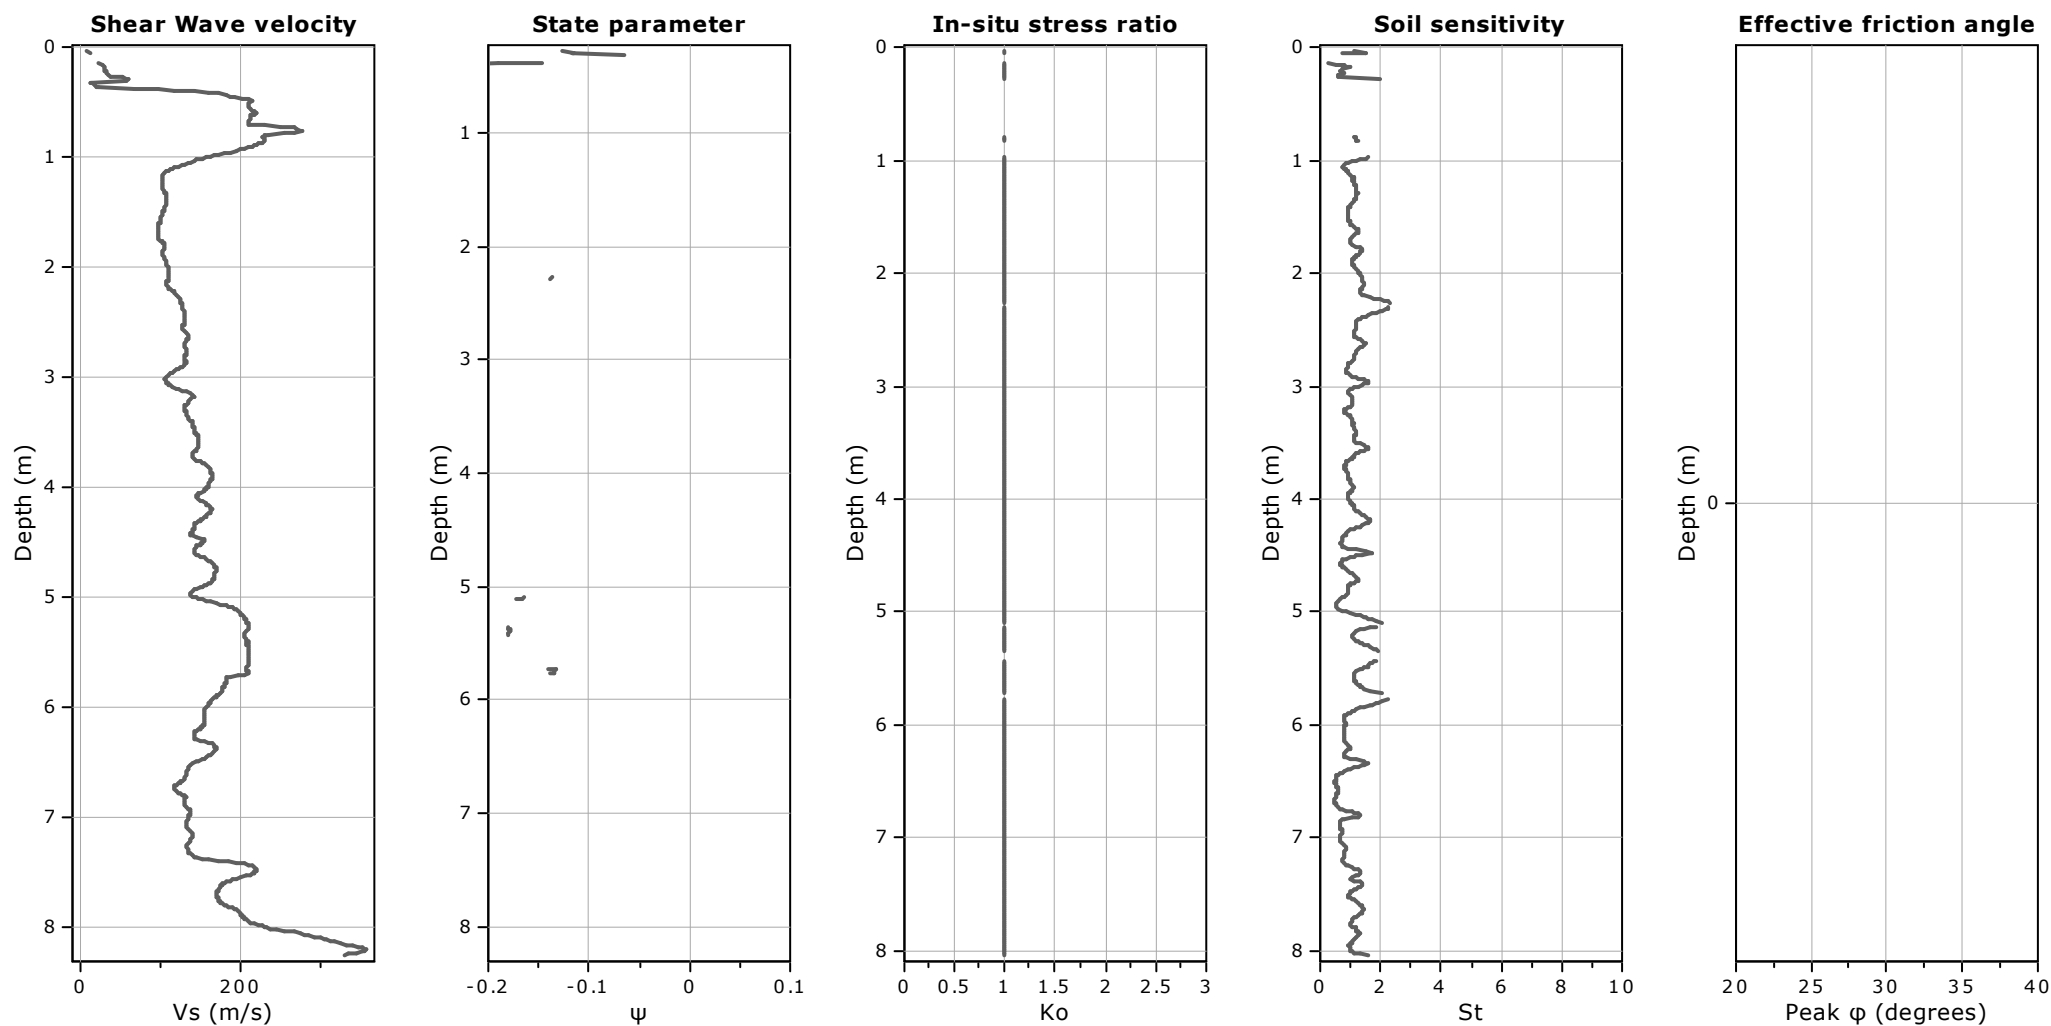 Shear Wave velocity
0
1
2
3
4
5
6
7
8
Depth (m)
0 200
Vs (m/s)
State parameter
1
2
3
4
5
6
7
8
Depth (m)
-0.2 -0.1 0 0.1
ψ
In-situ stress ratio
0
1
2
3
4
5
6
7
8
Depth (m)
0 0.5 1 1.5 2 2.5 3
Ko
Soil sensitivity
0
1
2
3
4
5
6
7
8
Depth (m)
0 2 4 6 8 10
St
Effective friction angle
0
Depth (m)
20 25 30 35 40
Peak φ (degrees)